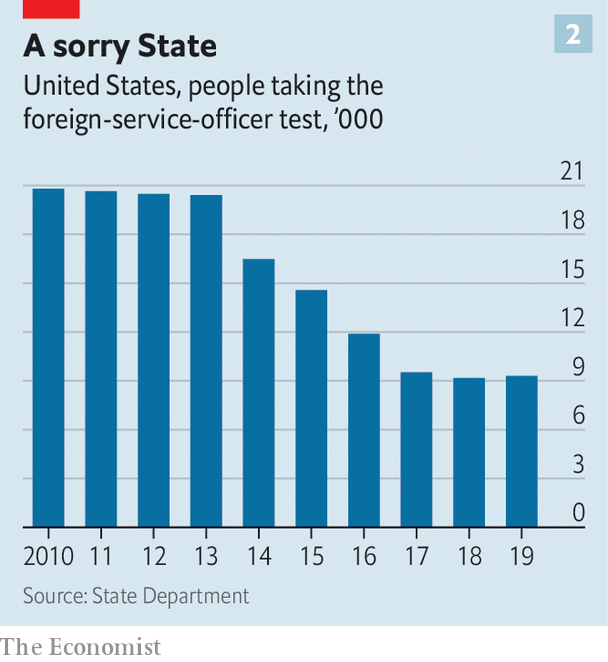 2
A sorry State
United States, people taking the
foreign-service-officer test, ’000
21
18
15
12
9
6
3
0
2010 11 12 13 14 15 16 17 18 19
Source: State Department
The Economist